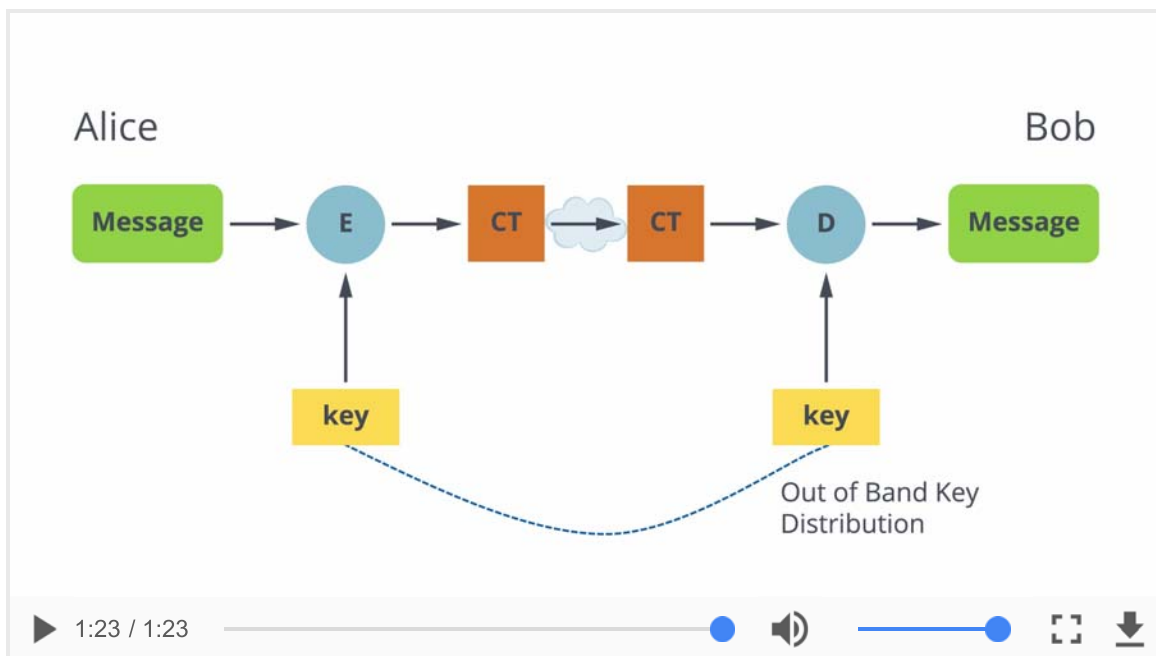 Alice
Bob
Message
E
CT
CT
D
Message
key
key
Out of Band Key
Distribution
1:23 / 1:23